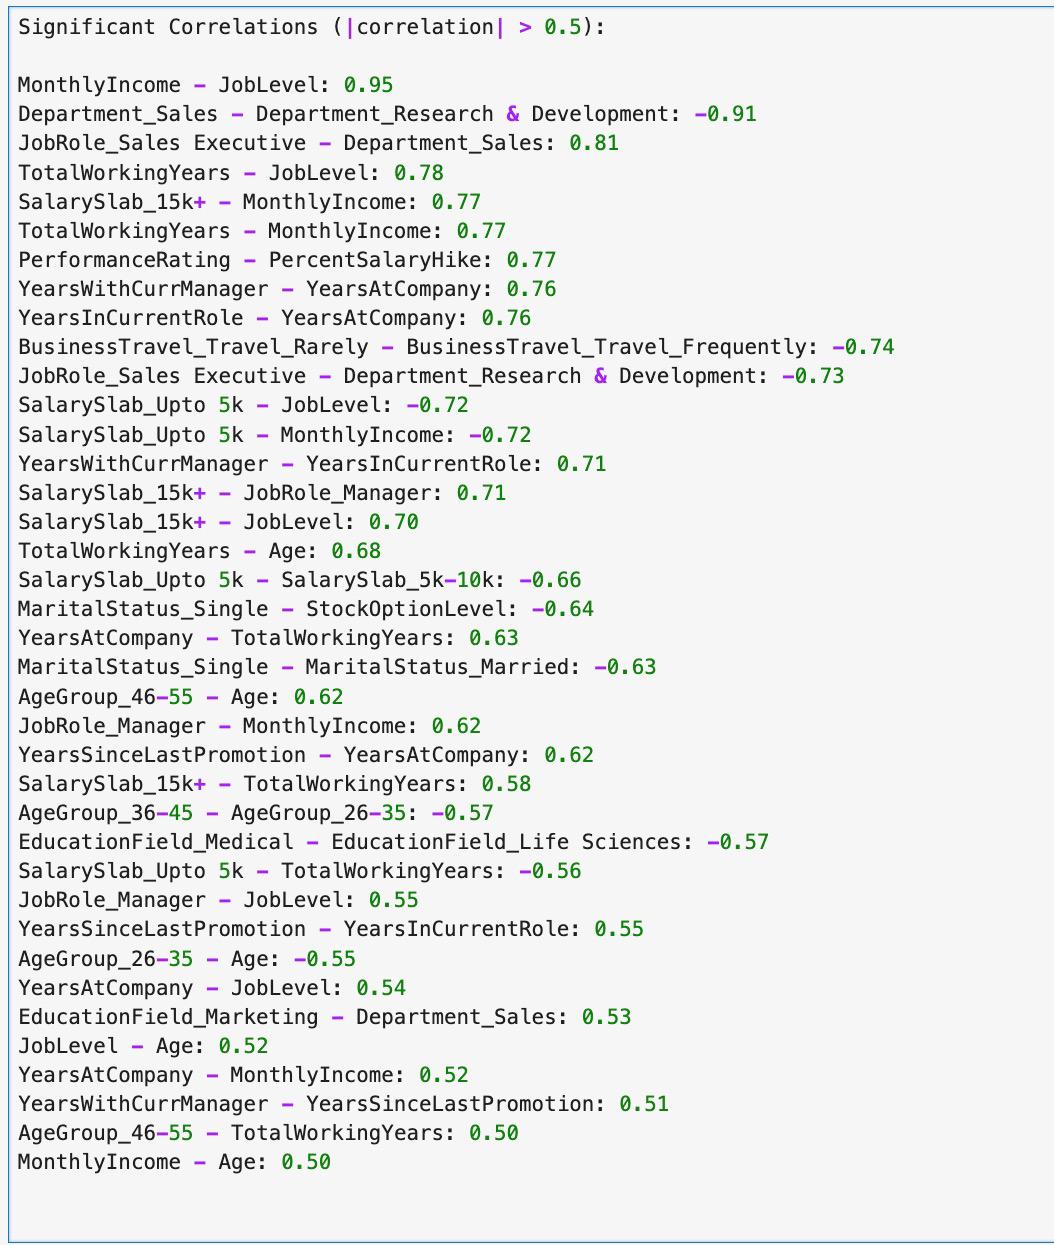 Significant Correlations (|correlation| > 0.5):
MonthlyIncome - JobLevel: 0.95
Department_Sales - Department_Research & Development: -0.91
JobRole_Sales Executive - Department_Sales: 0.81
TotalWorkingYears - JobLevel: 0.78
SalarySlab_15k+ - MonthlyIncome: 0.77
TotalWorkingYears - MonthlyIncome: 0.77
PerformanceRating - PercentSalaryHike: 0.77
YearsWithCurrManager - YearsAtCompany: 0.76
YearsInCurrentRole - YearsAtCompany: 0.76
BusinessTravel_Travel_Rarely - BusinessTravel_Travel_Frequently: -0.74
JobRole_Sales Executive - Department_Research & Development: -0.73
SalarySlab_Upto 5k - JobLevel: -0.72
SalarySlab_Upto 5k - MonthlyIncome: -0.72
YearsWithCurrManager - YearsInCurrentRole: 0.71
SalarySlab_15k+ - JobRole_Manager: 0.71
SalarySlab_15k+ - JobLevel: 0.70
TotalWorkingYears - Age: 0.68
SalarySlab_Upto 5k - SalarySlab_5k-10k: -0.66
MaritalStatus_Single - StockOptionLevel: -0.64
YearsAtCompany - TotalWorkingYears: 0.63
MaritalStatus_Single - MaritalStatus_Married: -0.63
AgeGroup_46-55 - Age: 0.62
JobRole_Manager - MonthlyIncome: 0.62
YearsSinceLastPromotion - YearsAtCompany: 0.62
SalarySlab_15k+ - TotalWorkingYears: 0.58
AgeGroup_36-45 - AgeGroup_26-35: -0.57
EducationField_Medical - EducationField_Life Sciences: -0.57
SalarySlab_Upto 5k - TotalWorkingYears: -0.56
JobRole_Manager - JobLevel: 0.55
YearsSinceLastPromotion - YearsInCurrentRole: 0.55
AgeGroup_26-35 - Age: -0.55
YearsAtCompany - JobLevel: 0.54
EducationField_Marketing - Department_Sales: 0.53
JobLevel - Age: 0.52
YearsAtCompany - MonthlyIncome: 0.52
YearsWithCurrManager - YearsSinceLastPromotion: 0.51
AgeGroup_46-55 - TotalWorkingYears: 0.50
MonthlyIncome - Age: 0.50